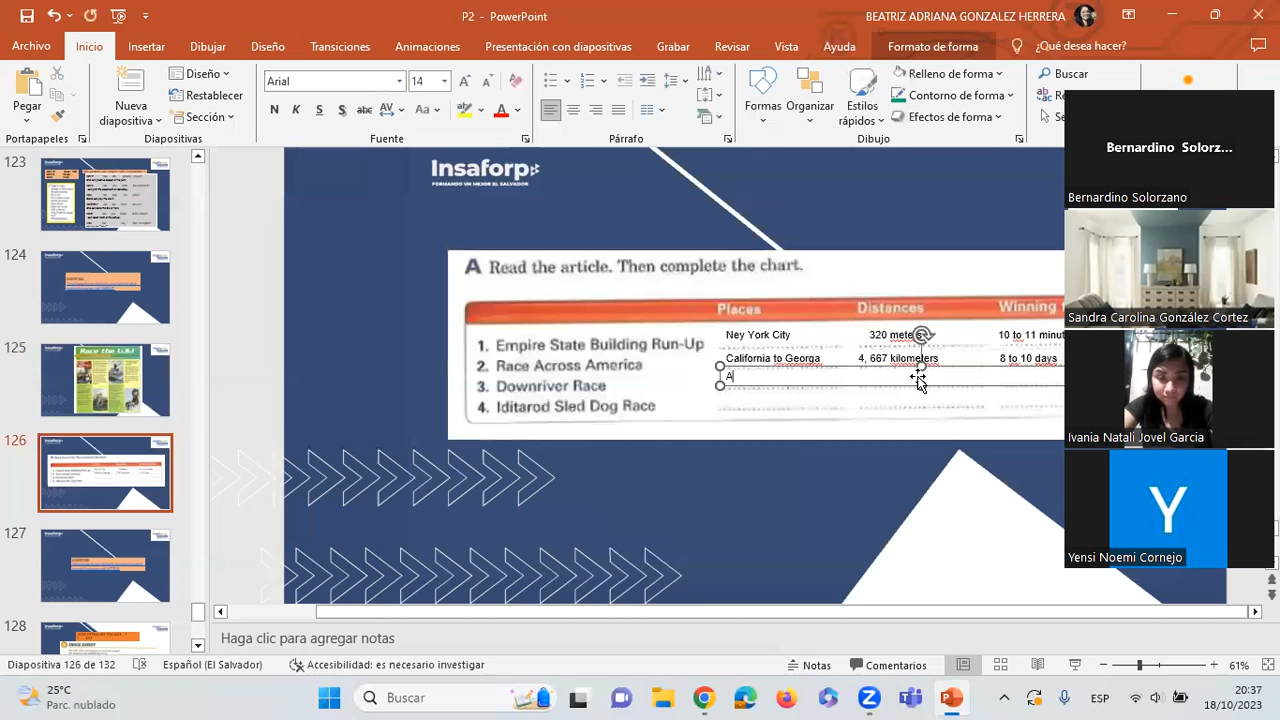 P2 - PowerPoint
BEATRIZ ADRIANA GONZALEZ HERRERA
Archivo Inicio Insertar Dibujar Diseño Transiciones Animaciones Presentación con diapositivas Grabar Revisar Vista Ayuda Formato de forma ¿Qué desea hacer?
Pegar
Nueva diapositiva
Diseño
Restablecer
Sección
Arial 14
N K S abc AV Aa A
Formas Organizar Estilos rápidos
Relleno de forma
Contorno de forma
Efectos de forma
Buscar
Portapapeles Diapositivas Fuente Párrafo Dibujo
123
124
125
Race the U.S!
126
127
128
Insaforp
FORMANDO UN MEJOR EL SALVADOR
A Read the article. Then complete the chart.
Places Distances Winning
1. Empire State Building Run-Up Ney York City 320 meters 10 to 11 minut
2. Race Across America California to Georga 4, 667 kilometers 8 to 10 days
3. Downriver Race A
4. Iditarod Sled Dog Race
Bernardino Solorz...
Bernardino Solorzano
Sandra Carolina González Cortez
Ivania Natali Jovel Garcia
Y
Yensi Noemi Cornejo
Haga clic para agregar notas
Diapositiva 126 de 132 Español (El Salvador) Accesibilidad: es necesario investigar Notas Comentarios 61%
25°C
Parc. nublado
Buscar
ESP
20:37
18/10/2023